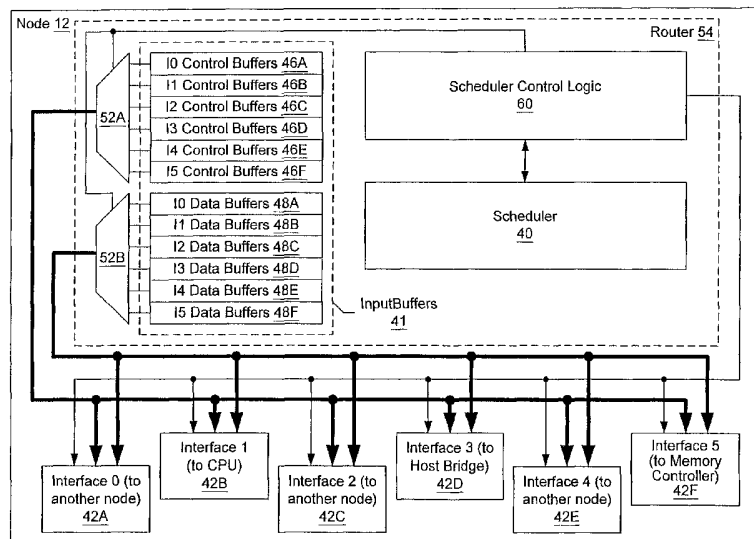 Node 12
Router 54
I0 Control Buffers 46A
I1 Control Buffers 46B
I2 Control Buffers 46C
I3 Control Buffers 46D
I4 Control Buffers 46E
I5 Control Buffers 46F
52A
Scheduler Control Logic
60
I0 Data Buffers 48A
I1 Data Buffers 48B
I2 Data Buffers 48C
I3 Data Buffers 48D
I4 Data Buffers 48E
I5 Data Buffers 48F
52B
Scheduler
40
InputBuffers
41
Interface 0 (to
another node)
42A
Interface 1
(to CPU)
42B
Interface 2 (to
another node)
42C
Interface 3 (to
Host Bridge)
42D
Interface 4 (to
another node)
42E
Interface 5
(to Memory
Controller)
42F